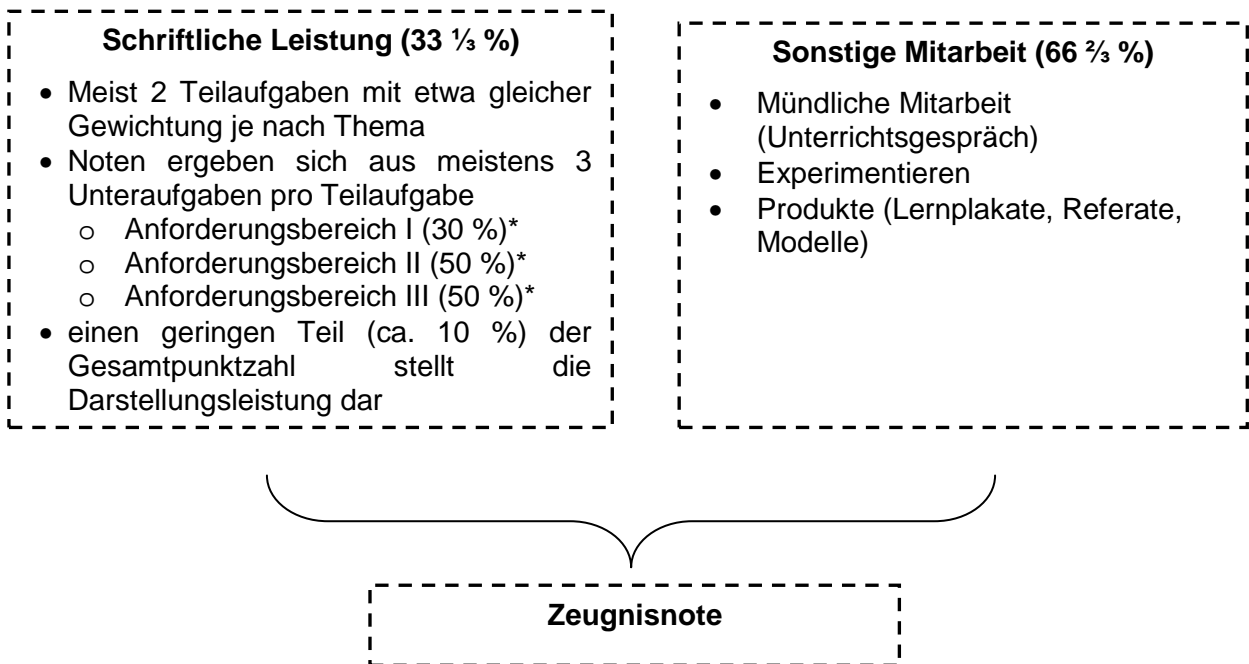 Schriftliche Leistung (33 ⅓ %)
• Meist 2 Teilaufgaben mit etwa gleicher
Gewichtung je nach Thema
• Noten ergeben sich aus meistens 3
Unteraufgaben pro Teilaufgabe
o Anforderungsbereich I (30 %)*
o Anforderungsbereich II (50 %)*
o Anforderungsbereich III (50 %)*
• einen geringen Teil (ca. 10 %) der
Gesamtpunktzahl stellt die
Darstellungsleistung dar
Sonstige Mitarbeit (66 ⅔ %)
• Mündliche Mitarbeit
(Unterrichtsgespräch)
• Experimentieren
• Produkte (Lernplakate, Referate,
Modelle)
Zeugnisnote